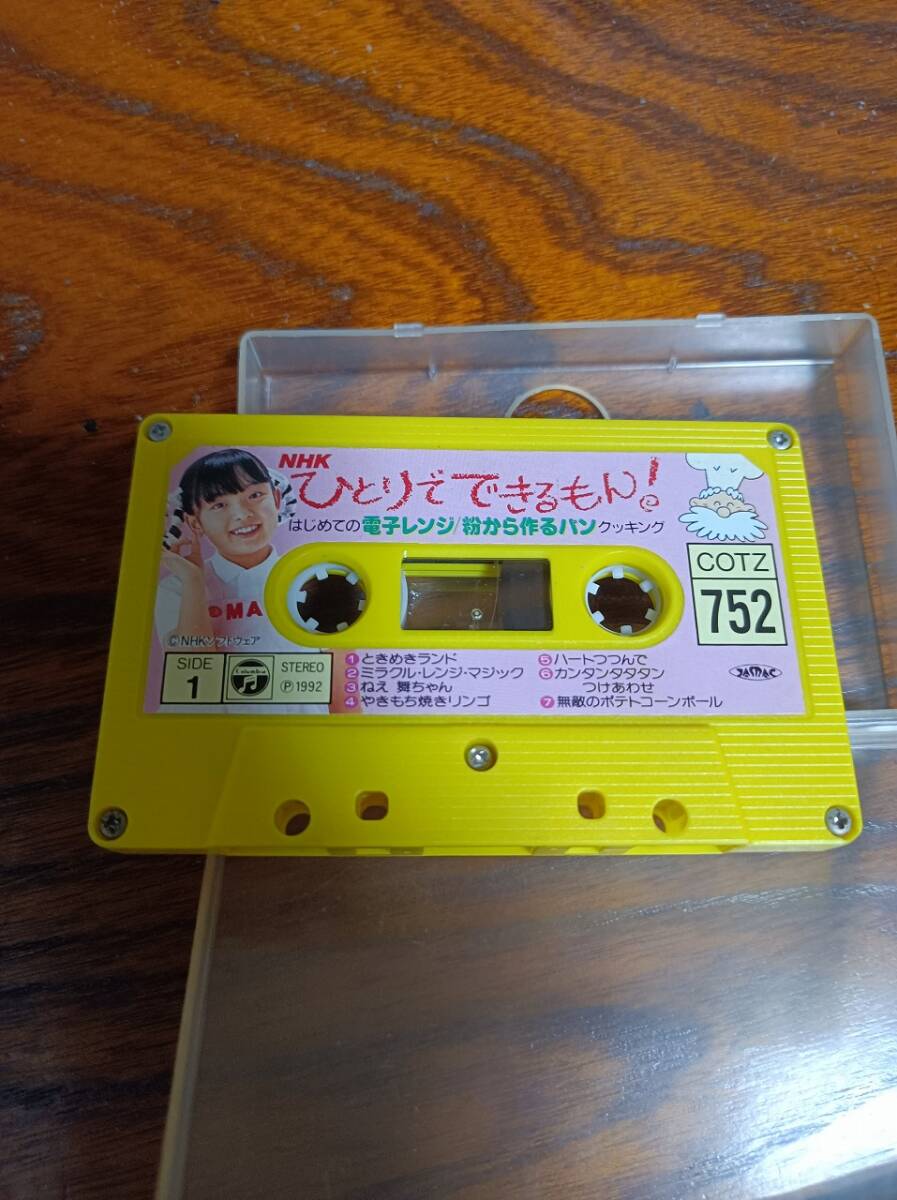 NHK
ひとりでできるもん!
はじめての電子レンジ/粉から作るパンクッキング
COTZ
752
MA
©NHKソフトウェア
SIDE
1
Columbia
STEREO
Ⓟ1992
1 ときめきランド
2 ミラクル・レンジ・マジック
3 ねえ 舞ちゃん
4 やきもち焼きリンゴ
5 ハートつつんで
6 カンタンタタタン
つけあわせ
7 無敵のポテトコーンボール
JASRAC